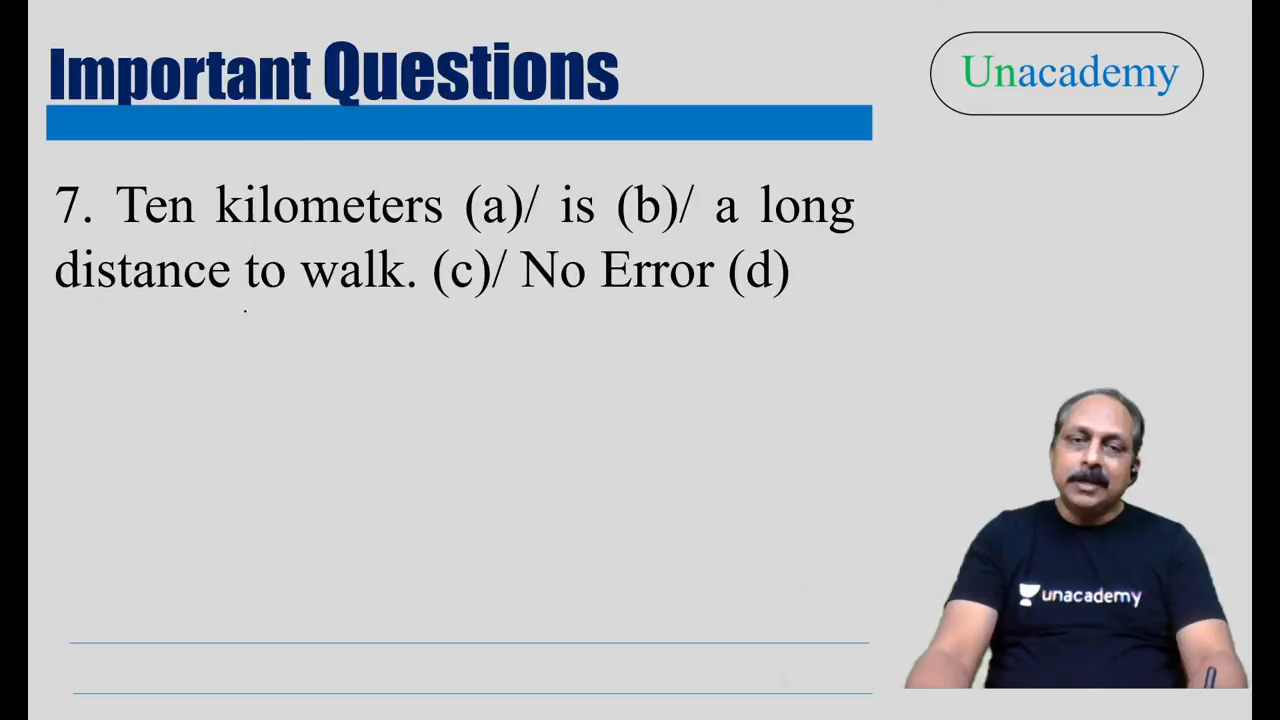 Important Questions
Unacademy
7. Ten kilometers (a)/ is (b)/ a long
distance to walk. (c)/ No Error (d)
unacademy